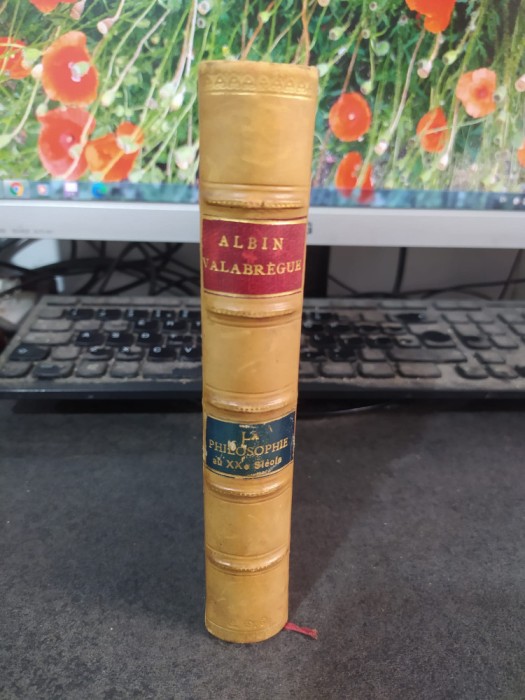 ALBIN
VALABRÈGUE
La
PHILOSOPHIE
au XXe Siècle